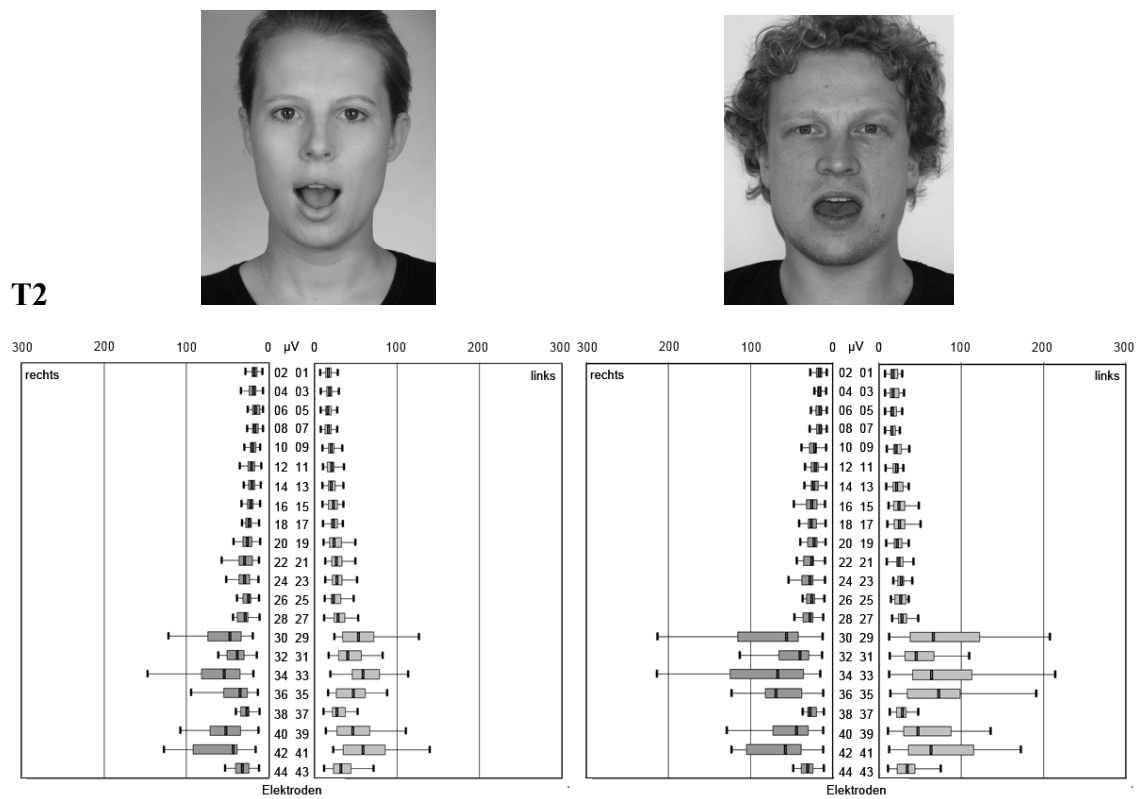 T2
300 200 100 0 µV 0 100 200 300 200 100 0 µV 0 100 200 300
rechts links rechts links
02 01 02 01
04 03 04 03
06 05 06 05
08 07 08 07
10 09 10 09
12 11 12 11
14 13 14 13
16 15 16 15
18 17 18 17
20 19 20 19
22 21 22 21
24 23 24 23
26 25 26 25
28 27 28 27
30 29 30 29
32 31 32 31
34 33 34 33
36 35 36 35
38 37 38 37
40 39 40 39
42 41 42 41
44 43 44 43
Elektroden Elektroden